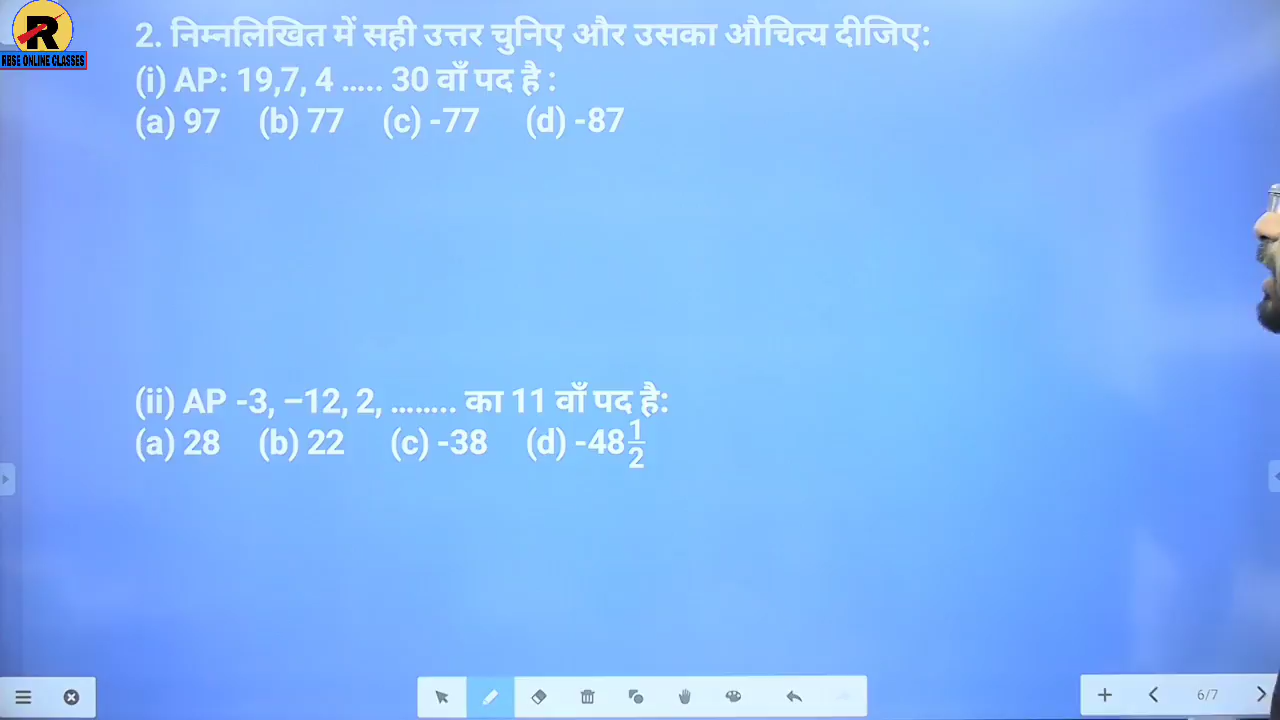 R
RBSE ONLINE CLASSES
2. निम्नलिखित में सही उत्तर चुनिए और उसका औचित्य दीजिए:
(i) AP: 19,7, 4 ..... 30 वाँ पद है :
(a) 97 (b) 77 (c) -77 (d) -87
(ii) AP -3, –12, 2, ........ का 11 वाँ पद है:
(a) 28 (b) 22 (c) -38 (d) -48 1/2
6/7